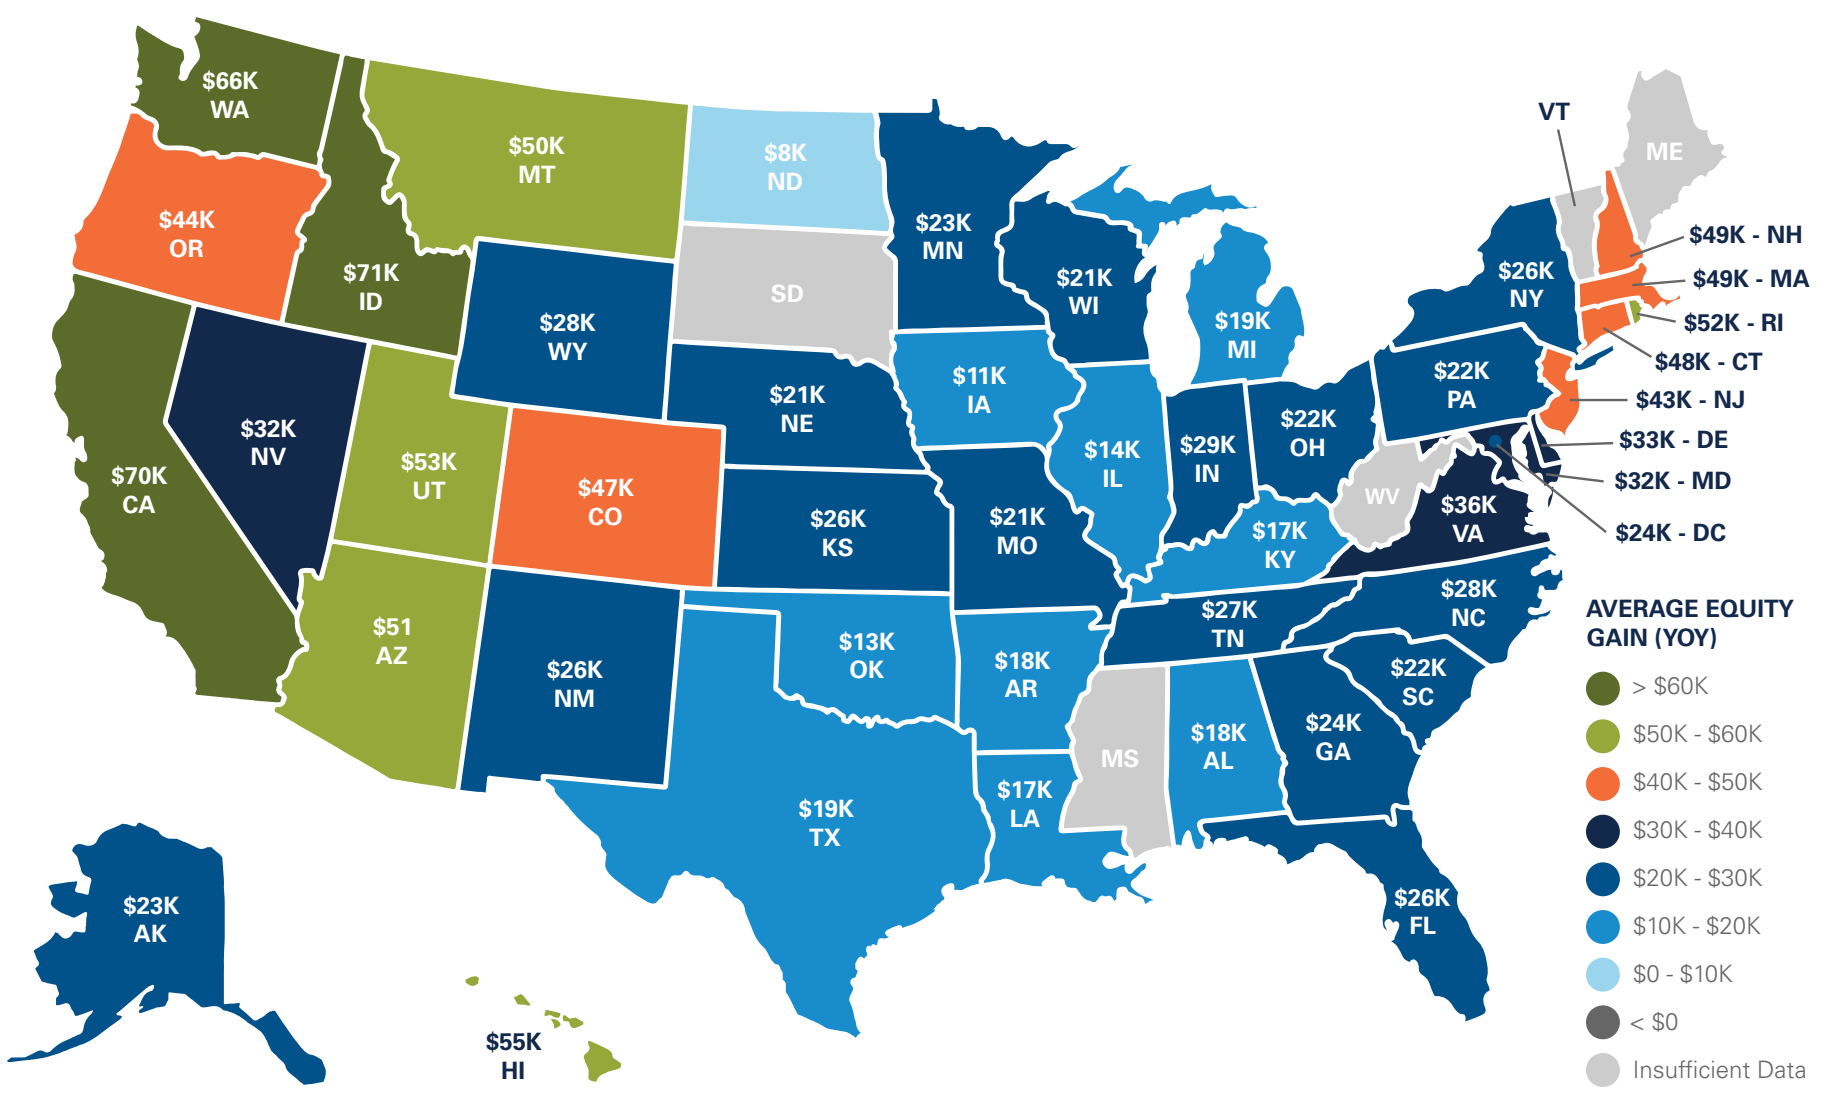 $66K
WA
$44K
OR
$71K
ID
$50K
MT
$8K
ND
SD
$23K
MN
$21K
WI
$19K
MI
VT
ME
$49K - NH
$49K - MA
$52K - RI
$48K - CT
$43K - NJ
$33K - DE
$32K - MD
$24K - DC
$26K
NY
$22K
PA
$70K
CA
$32K
NV
$53K
UT
$28K
WY
$47K
CO
$21K
NE
$26K
KS
$11K
IA
$21K
MO
$14K
IL
$29K
IN
$22K
OH
WV
$36K
VA
$17K
KY
$27K
TN
$28K
NC
$22K
SC
$51
AZ
$26K
NM
$13K
OK
$19K
TX
$18K
AR
$17K
LA
MS
$18K
AL
$24K
GA
$26K
FL
$23K
AK
$55K
HI
AVERAGE EQUITY
GAIN (YOY)
> $60K
$50K - $60K
$40K - $50K
$30K - $40K
$20K - $30K
$10K - $20K
$0 - $10K
< $0
Insufficient Data